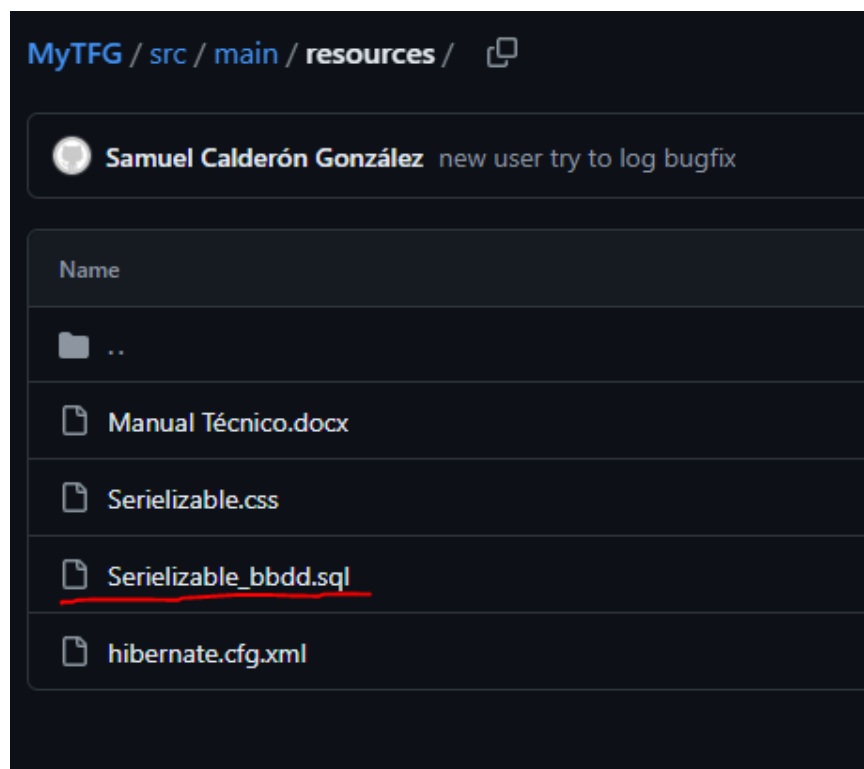 MyTFG / src / main / resources /
Samuel Calderón González new user try to log bugfix
Name
..
Manual Técnico.docx
Serielizable.css
Serielizable_bbdd.sql
hibernate.cfg.xml